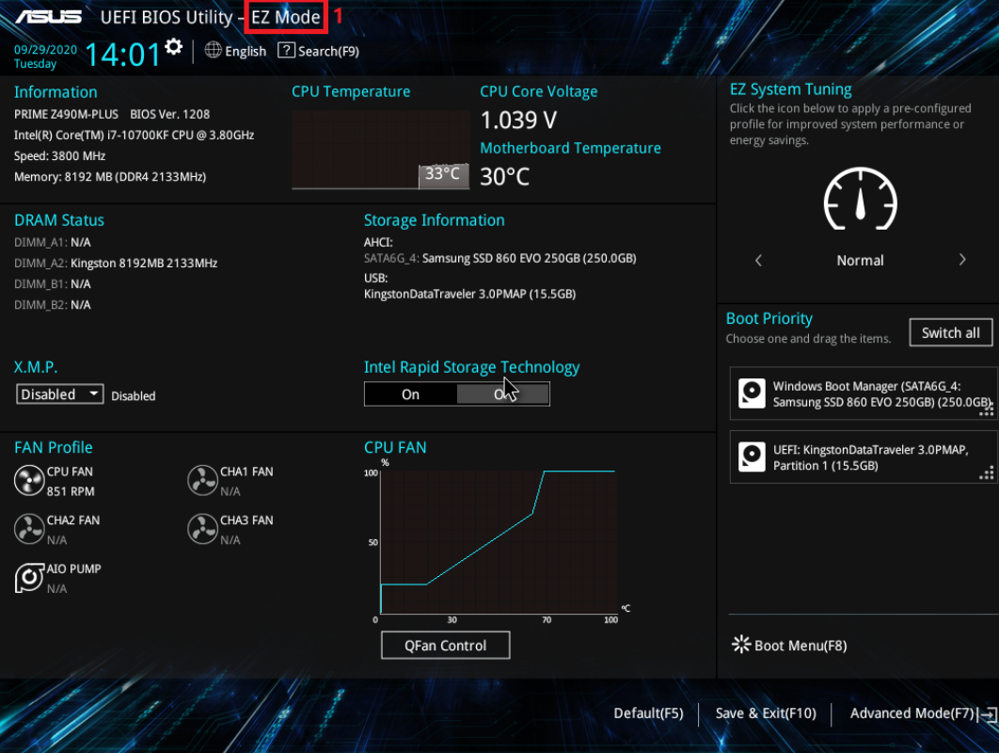 ASUS UEFI BIOS Utility – EZ Mode 1
09/29/2020
Tuesday
14:01
English
? Search(F9)
Information
PRIME Z490M-PLUS BIOS Ver. 1208
Intel(R) Core(TM) i7-10700KF CPU @ 3.80GHz
Speed: 3800 MHz
Memory: 8192 MB (DDR4 2133MHz)
CPU Temperature
33°C
CPU Core Voltage
1.039 V
Motherboard Temperature
30°C
EZ System Tuning
Click the icon below to apply a pre-configured
profile for improved system performance or
energy savings.
Normal
DRAM Status
DIMM_A1: N/A
DIMM_A2: Kingston 8192MB 2133MHz
DIMM_B1: N/A
DIMM_B2: N/A
Storage Information
AHCI:
SATA6G_4: Samsung SSD 860 EVO 250GB (250.0GB)
USB:
KingstonDataTraveler 3.0PMAP (15.5GB)
X.M.P.
Disabled Disabled
Intel Rapid Storage Technology
On
Boot Priority
Choose one and drag the items.
Switch all
Windows Boot Manager (SATA6G_4:
Samsung SSD 860 EVO 250GB) (250.0GB)
UEFI: KingstonDataTraveler 3.0PMAP,
Partition 1 (15.5GB)
FAN Profile
CPU FAN
851 RPM
CHA1 FAN
N/A
CHA2 FAN
N/A
CHA3 FAN
N/A
AIO PUMP
N/A
CPU FAN
%
100
50
0 30 70 100
°C
QFan Control
Boot Menu(F8)
Default(F5) Save & Exit(F10) Advanced Mode(F7)